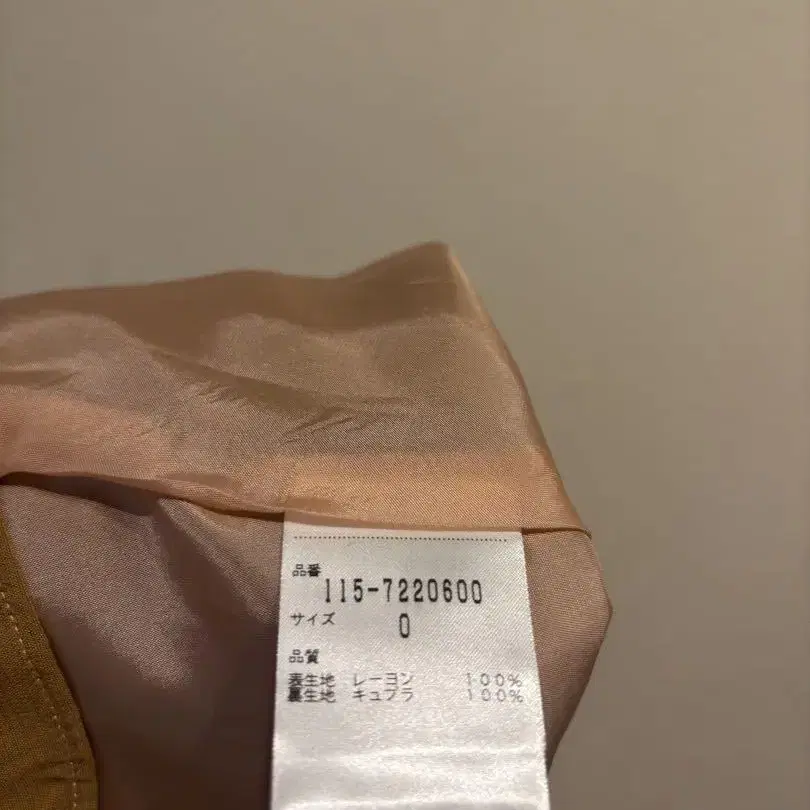 品番
115-7220600
サイズ
0
品質
表生地 レーヨン 100%
裏生地 キュプラ 100%